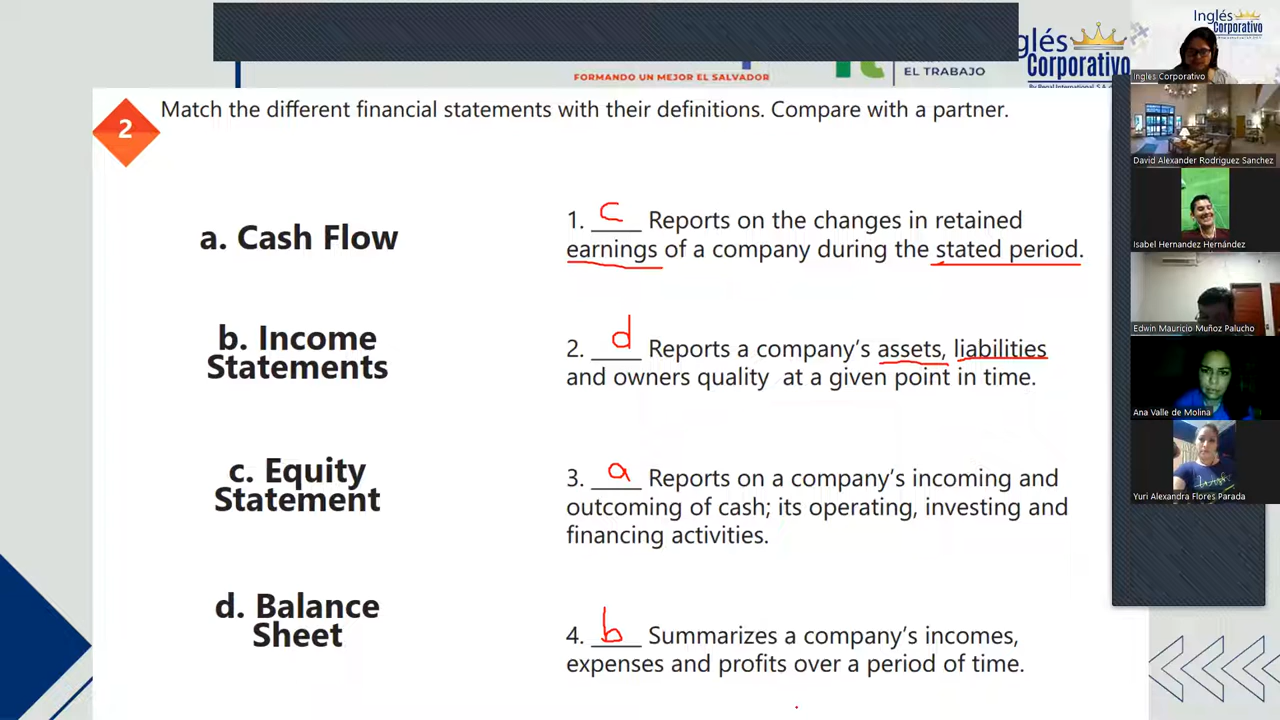 Inglés
Corporativo
glés
Corporativo
By Regal International, S.A. d
FORMANDO UN MEJOR EL SALVADOR
EL TRABAJO
Ingles Corporativo
2
Match the different financial statements with their definitions. Compare with a partner.
David Alexander Rodriguez Sanchez
a. Cash Flow
1. c Reports on the changes in retained
earnings of a company during the stated period.
Isabel Hernandez Hernández
b. Income
Statements
2. d Reports a company's assets, liabilities
and owners quality at a given point in time.
Edwin Mauricio Muñoz Palucho
Ana Valle de Molina
c. Equity
Statement
3. a Reports on a company's incoming and
outcoming of cash; its operating, investing and
financing activities.
Yuri Alexandra Flores Parada
d. Balance
Sheet
4. b Summarizes a company's incomes,
expenses and profits over a period of time.